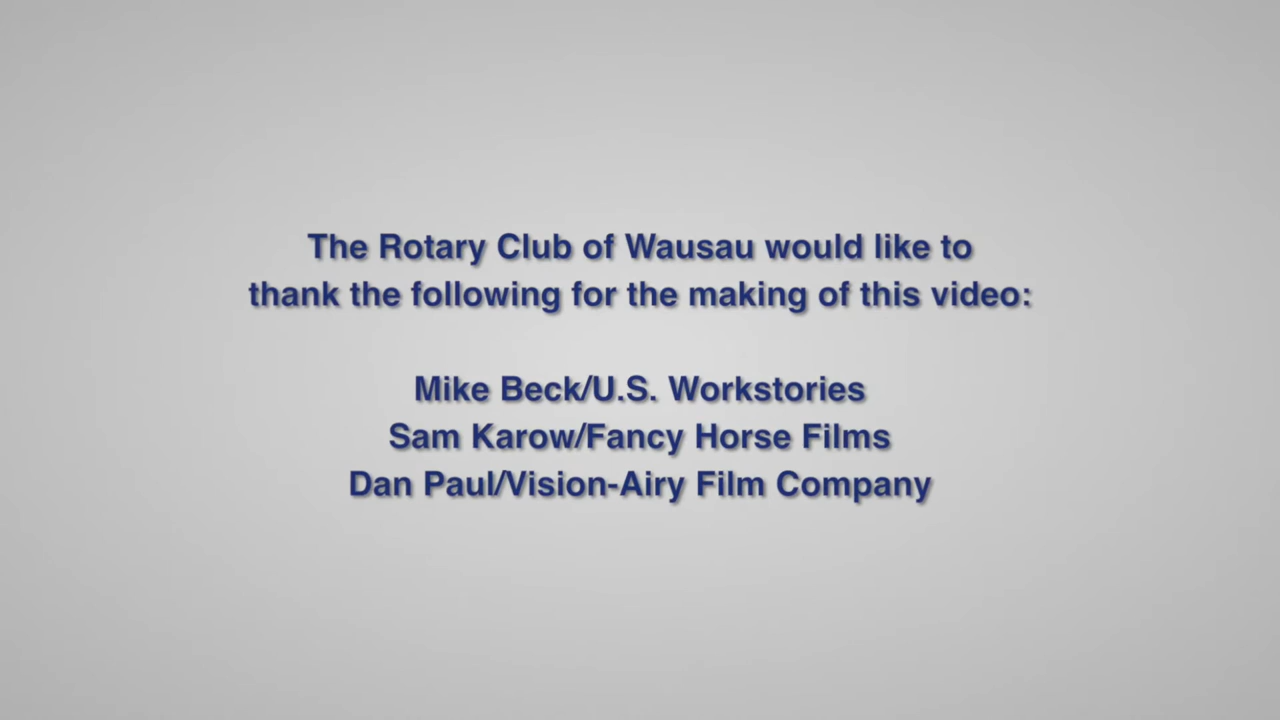 The Rotary Club of Wausau would like to
thank the following for the making of this video:
Mike Beck/U.S. Workstories
Sam Karow/Fancy Horse Films
Dan Paul/Vision-Airy Film Company